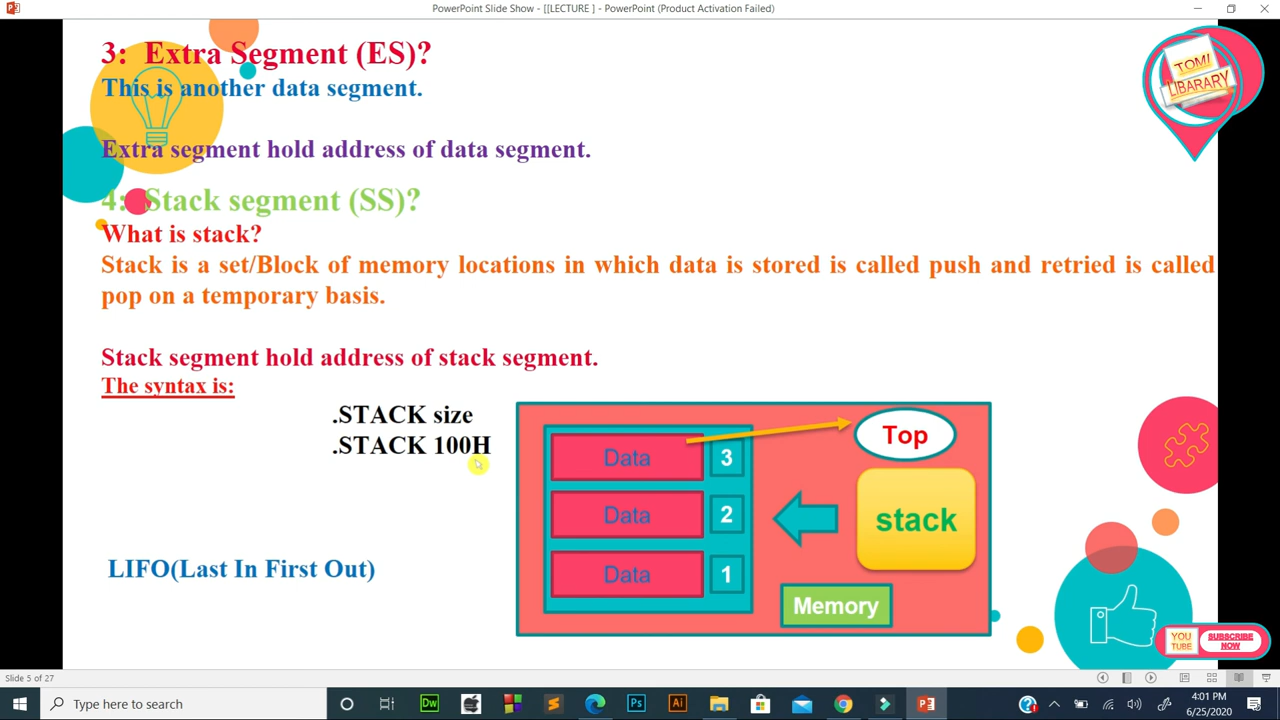 PowerPoint Slide Show - [[LECTURE ] - PowerPoint (Product Activation Failed)
3: Extra Segment (ES)?
This is another data segment.
TOMI
LIBARARY
Extra segment hold address of data segment.
4: Stack segment (SS)?
What is stack?
Stack is a set/Block of memory locations in which data is stored is called push and retried is called
pop on a temporary basis.
Stack segment hold address of stack segment.
The syntax is:
.STACK size
.STACK 100H
LIFO(Last In First Out)
Data 3
Top
Data 2
stack
Data 1
Memory
YOU
TUBE
SUBSCRIBE
NOW
Slide 5 of 27
Type here to search
Dw
Ps
Ai
4:01 PM
6/25/2020